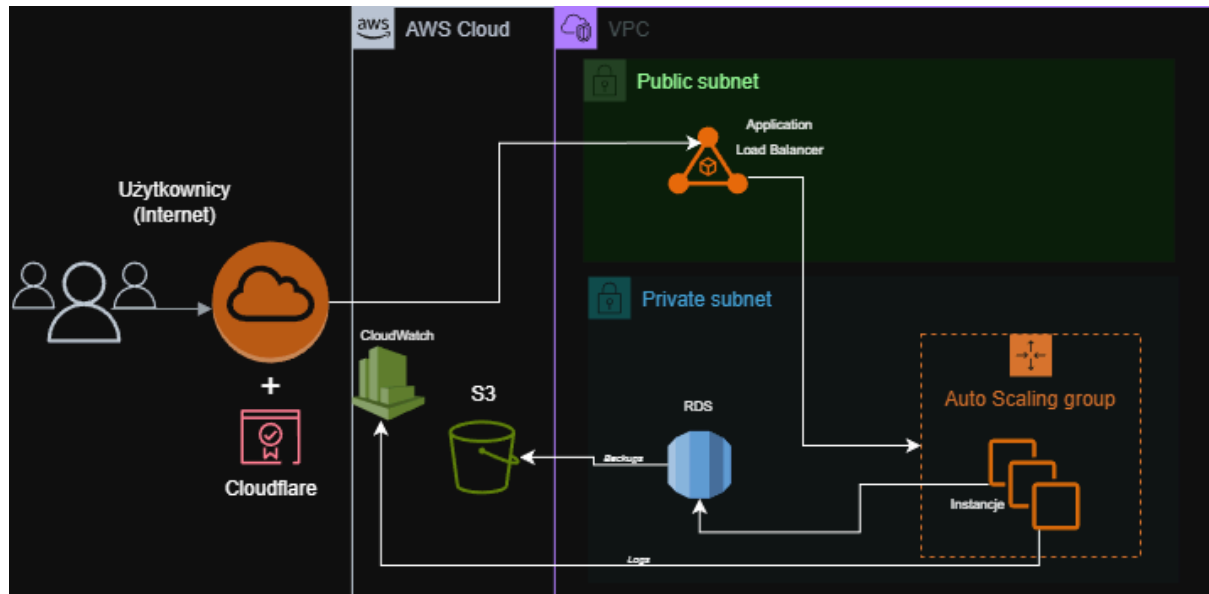 aws
AWS Cloud
VPC
Public subnet
Application
Load Balancer
Użytkownicy
(Internet)
Private subnet
CloudWatch
S3
RDS
Auto Scaling group
+
Cloudflare
Backups
Instancje
Logs